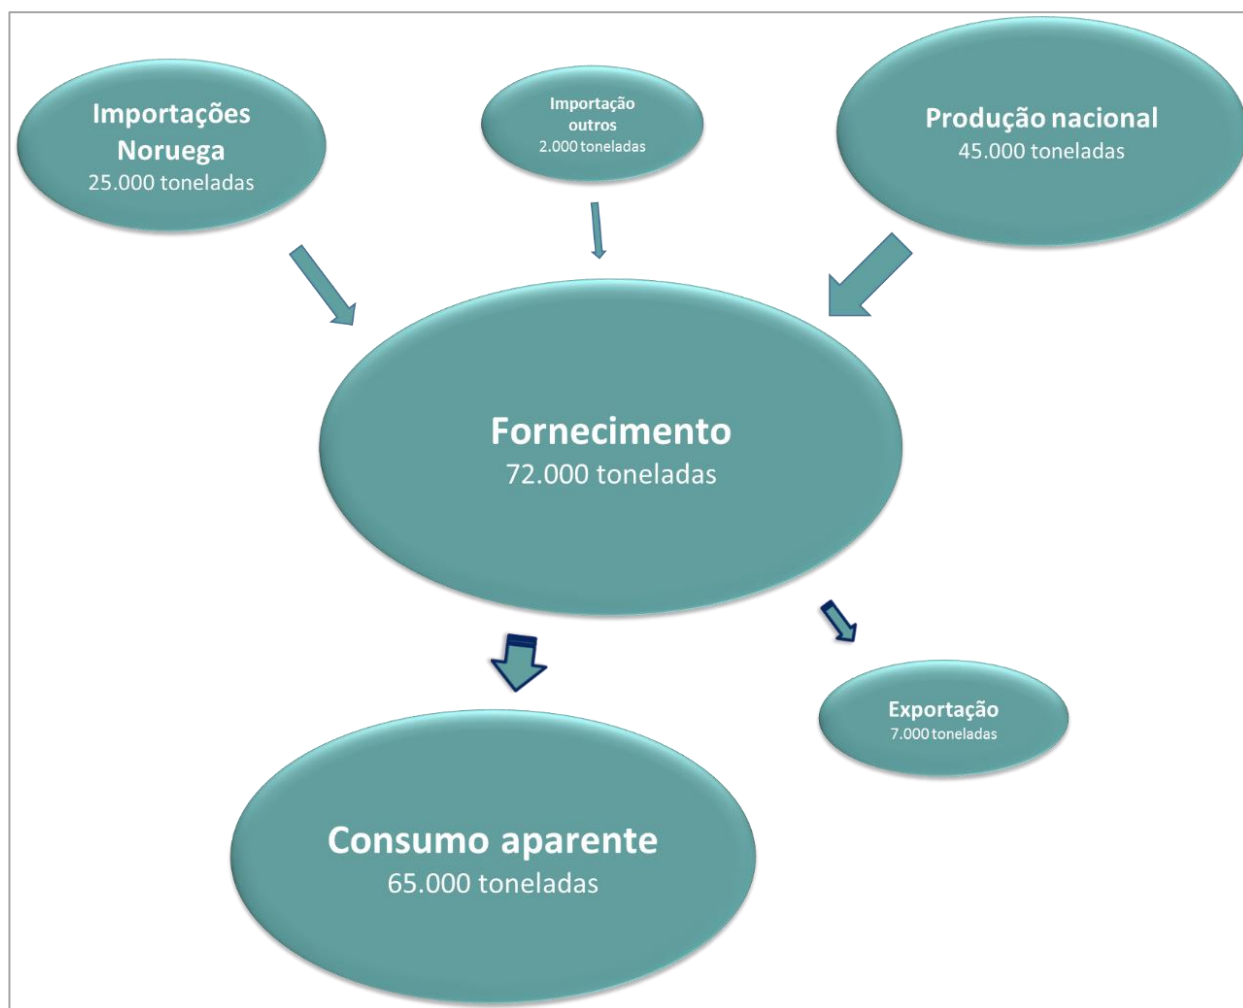 Importações
Noruega
25.000 toneladas
Importação
outros
2.000 toneladas
Produção nacional
45.000 toneladas
Fornecimento
72.000 toneladas
Exportação
7.000 toneladas
Consumo aparente
65.000 toneladas